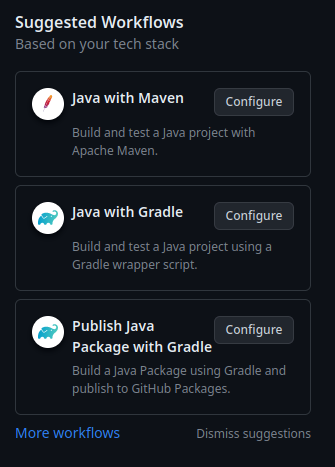 Suggested Workflows
Based on your tech stack
Java with Maven
Configure
Build and test a Java project with
Apache Maven.
Java with Gradle
Configure
Build and test a Java project using a
Gradle wrapper script.
Publish Java
Package with Gradle
Configure
Build a Java Package using Gradle and
publish to GitHub Packages.
More workflows
Dismiss suggestions